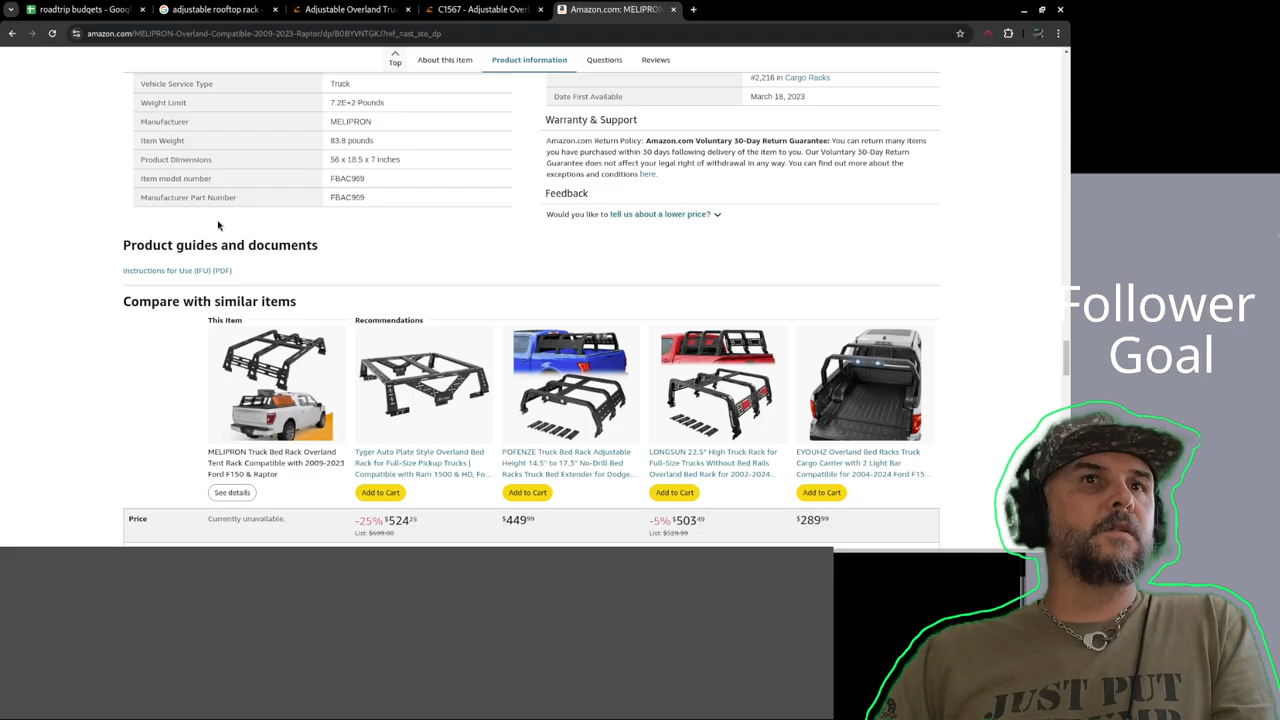 roadtrip budgets - Goog
adjustable rooftop rack -
Adjustable Overland Tru
C1567 - Adjustable Over
Amazon.com: MELIPRON
amazon.com/MELIPRON-Overland-Compatible-2009-2023-Raptor/dp/B0BYVNTGKJ?ref_=ast_sto_dp
Top
About this item
Product information
Questions
Reviews
Vehicle Service Type Truck
Weight Limit 7.2E+2 Pounds
Manufacturer MELIPRON
Item Weight 83.8 pounds
Product Dimensions 56 x 18.5 x 7 inches
Item model number FBAC969
Manufacturer Part Number FBAC969
#2,216 in Cargo Racks
Date First Available March 18, 2023
Warranty & Support
Amazon.com Return Policy: Amazon.com Voluntary 30-Day Return Guarantee: You can return many items
you have purchased within 30 days following delivery of the item to you. Our Voluntary 30-Day Return
Guarantee does not affect your legal right of withdrawal in any way. You can find out more about the
exceptions and conditions here.
Feedback
Would you like to tell us about a lower price?
Product guides and documents
Instructions for Use (IFU) (PDF)
Compare with similar items
This Item
Recommendations
MELIPRON Truck Bed Rack Overland
Tent Rack Compatible with 2009-2023
Ford F150 & Raptor
See details
Tyger Auto Plate Style Overland Bed
Rack for Full-Size Pickup Trucks |
Compatible with Ram 1500 & HD, Fo...
Add to Cart
POFENZE Truck Bed Rack Adjustable
Height 14.5" to 17.3" No-Drill Bed
Racks Truck Bed Extender for Dodge...
Add to Cart
LONGSUN 22.5" High Truck Rack for
Full-Size Trucks Without Bed Rails
Overland Bed Rack for 2002-2024...
Add to Cart
EYOUHZ Overland Bed Racks Truck
Cargo Carrier with 2 Light Bar
Compatible for 2004-2024 Ford F15...
Add to Cart
Price Currently unavailable. -25% $524 25 $449 99 -5% $503 49 $289 99
List: $699.00 List: $529.99
Follower
Goal
JUST PUT